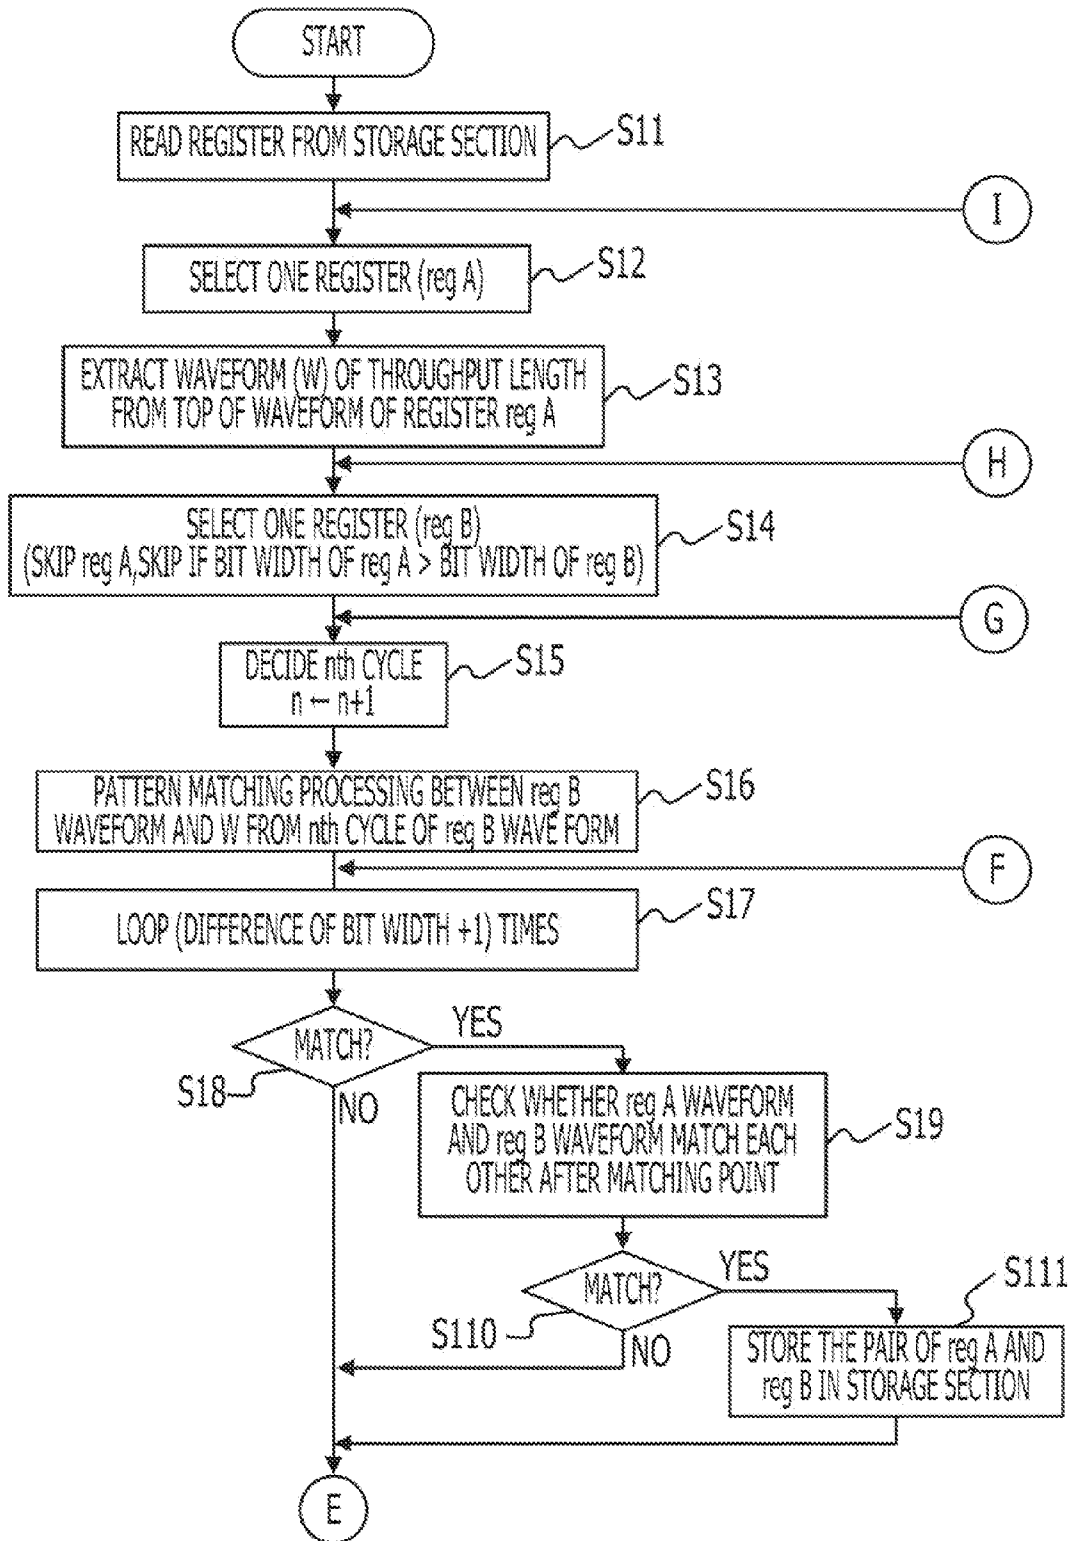 START
READ REGISTER FROM STORAGE SECTION
S11
I
SELECT ONE REGISTER (reg A)
S12
EXTRACT WAVEFORM (W) OF THROUGHPUT LENGTH
FROM TOP OF WAVEFORM OF REGISTER reg A
S13
H
SELECT ONE REGISTER (reg B)
(SKIP reg A,SKIP IF BIT WIDTH OF reg A > BIT WIDTH OF reg B)
S14
G
DECIDE nth CYCLE
n ← n+1
S15
PATTERN MATCHING PROCESSING BETWEEN reg B
WAVEFORM AND W FROM nth CYCLE OF reg B WAVE FORM
S16
F
LOOP (DIFFERENCE OF BIT WIDTH +1) TIMES
S17
MATCH?
YES
S18
NO
CHECK WHETHER reg A WAVEFORM
AND reg B WAVEFORM MATCH EACH
OTHER AFTER MATCHING POINT
S19
MATCH?
YES
S110
NO
S111
STORE THE PAIR OF reg A AND
reg B IN STORAGE SECTION
E